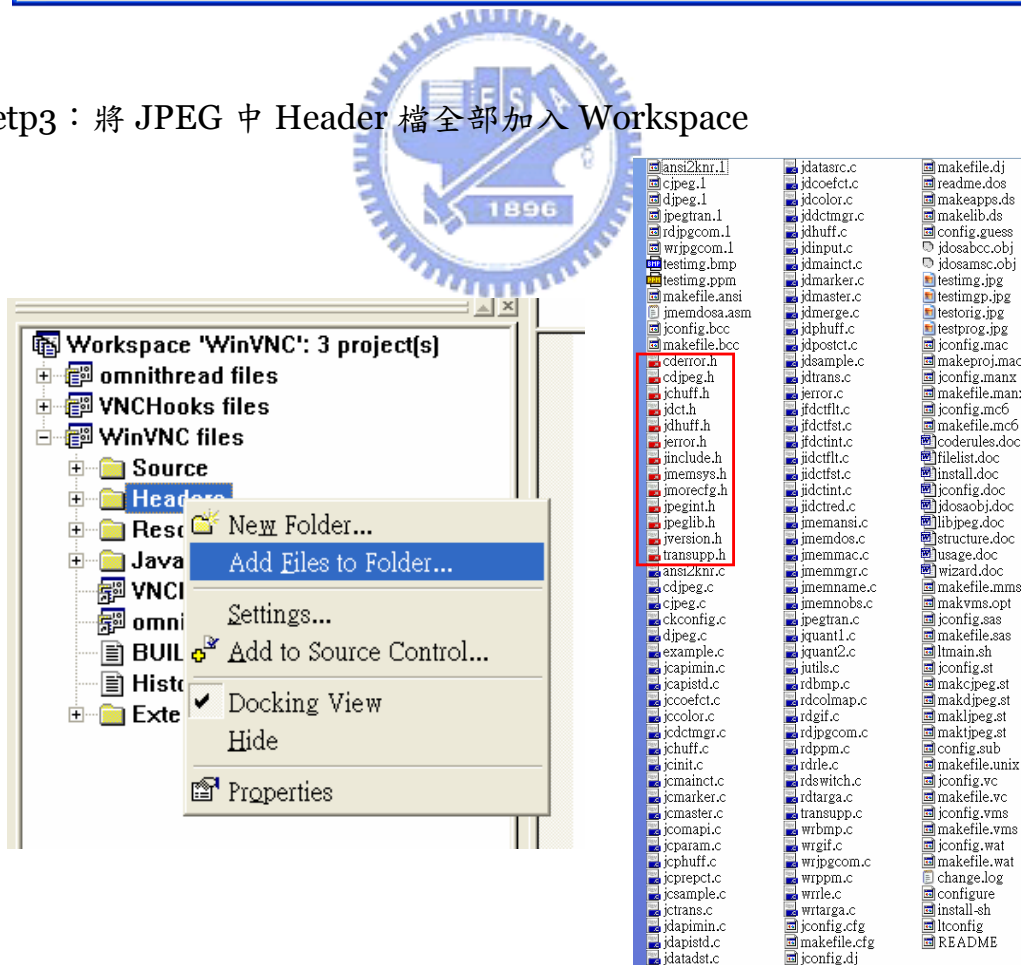 ESA
1896
etp3：將 JPEG 中 Header 檔全部加入 Workspace
Workspace 'WinVNC': 3 project(s)
omnithread files
VNCHooks files
WinVNC files
Source
Headers
Reso
Java
VNCH
omni
BUIL
Histo
Exte
New Folder...
Add Files to Folder...
Settings...
Add to Source Control...
Docking View
Hide
Properties
ansi2knr.1
cjpeg.1
djpeg.1
jpegtran.1
rdjpgcom.1
wrjpgcom.1
testimg.bmp
testimg.ppm
makefile.ansi
jmemdosa.asm
jconfig.bcc
makefile.bcc
cderror.h
cdjpeg.h
jchuff.h
jdct.h
jdhuff.h
jerror.h
jinclude.h
jmemsys.h
jmorecfg.h
jpegint.h
jpeglib.h
jversion.h
transupp.h
ansi2knr.c
cdjpeg.c
cjpeg.c
ckconfig.c
djpeg.c
example.c
jcapimin.c
jcapistd.c
jccoefct.c
jccolor.c
jcdctmgr.c
jchuff.c
jcinit.c
jcmainct.c
jcmarker.c
jcmaster.c
jcomapi.c
jcparam.c
jcphuff.c
jcprepct.c
jcsample.c
jctrans.c
jdapimin.c
jdapistd.c
jdatadst.c
jdatasrc.c
jdcoefct.c
jdcolor.c
jddctmgr.c
jdhuff.c
jdinput.c
jdmainct.c
jdmarker.c
jdmaster.c
jdmerge.c
jdphuff.c
jdpostct.c
jdsample.c
jdtrans.c
jerror.c
jfdctflt.c
jfdctfst.c
jfdctint.c
jidctflt.c
jidctfst.c
jidctint.c
jidctred.c
jmemansi.c
jmemdos.c
jmemmac.c
jmemmgr.c
jmemname.c
jmemnobs.c
jpegtran.c
jquant1.c
jquant2.c
jutils.c
rdbmp.c
rdcolmap.c
rdgif.c
rdjpgcom.c
rdppm.c
rdrle.c
rdswitch.c
rdtarga.c
transupp.c
wrbmp.c
wrgif.c
wrjpgcom.c
wrppm.c
wrrle.c
wrtarga.c
jconfig.cfg
makefile.cfg
jconfig.dj
makefile.dj
readme.dos
makeapps.ds
makelib.ds
config.guess
jdosabcc.obj
jdosamsc.obj
testimg.jpg
testimgp.jpg
testorig.jpg
testprog.jpg
jconfig.mac
makeproj.mac
jconfig.manx
makefile.manx
jconfig.mc6
makefile.mc6
coderules.doc
filelist.doc
install.doc
jconfig.doc
jdosaobj.doc
libjpeg.doc
structure.doc
usage.doc
wizard.doc
makefile.mms
makvms.opt
jconfig.sas
makefile.sas
ltmain.sh
jconfig.st
makcjpeg.st
makdjpeg.st
makljpeg.st
maktjpeg.st
config.sub
makefile.unix
jconfig.vc
makefile.vc
jconfig.vms
makefile.vms
jconfig.wat
makefile.wat
change.log
configure
install-sh
ltconfig
README